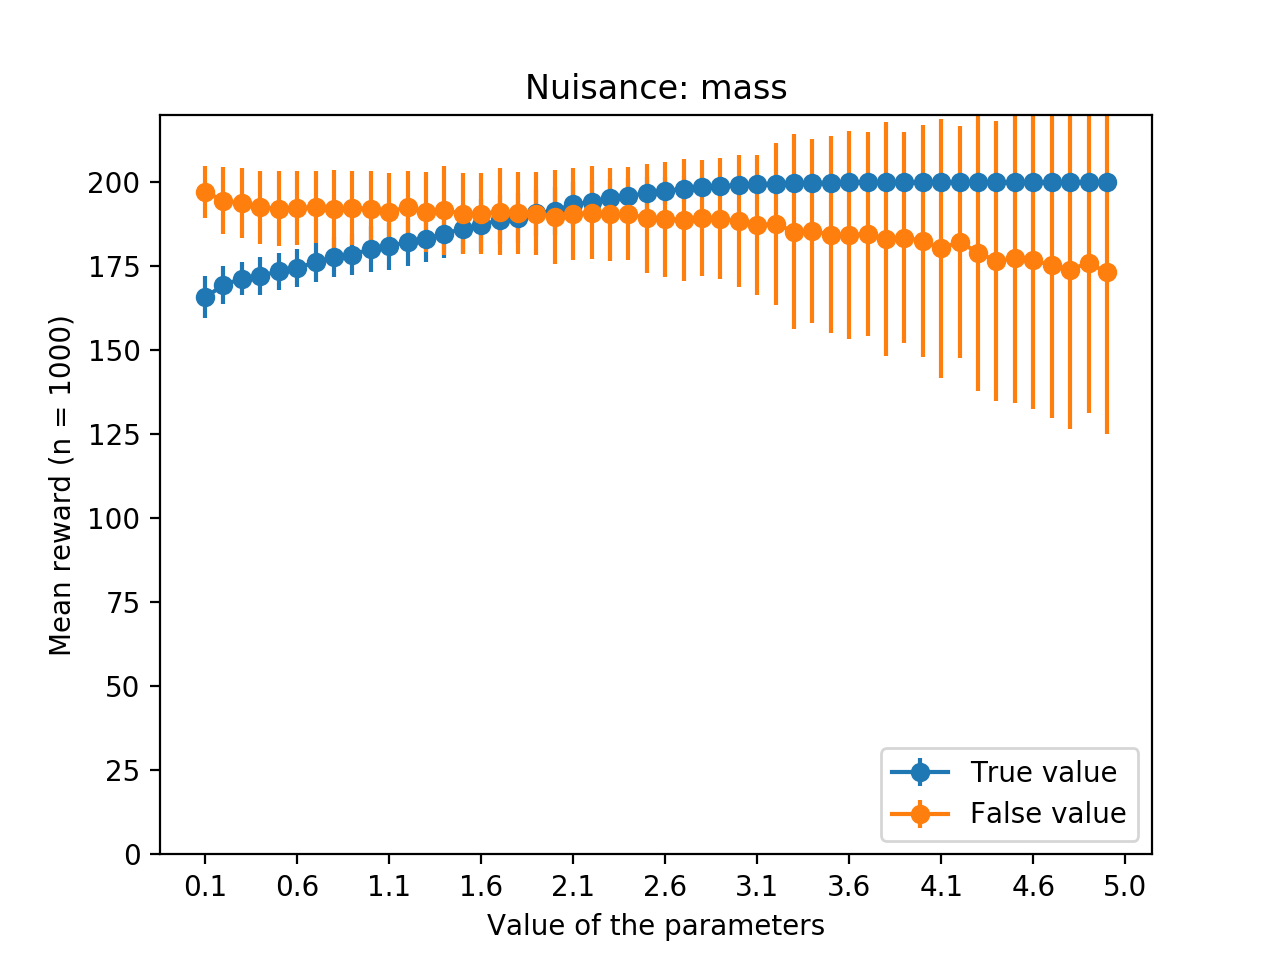 Nuisance: mass
200
175
150
125
100
75
50
25
0
Mean reward (n = 1000)
True value
False value
0.1 0.6 1.1 1.6 2.1 2.6 3.1 3.6 4.1 4.6 5.0
Value of the parameters